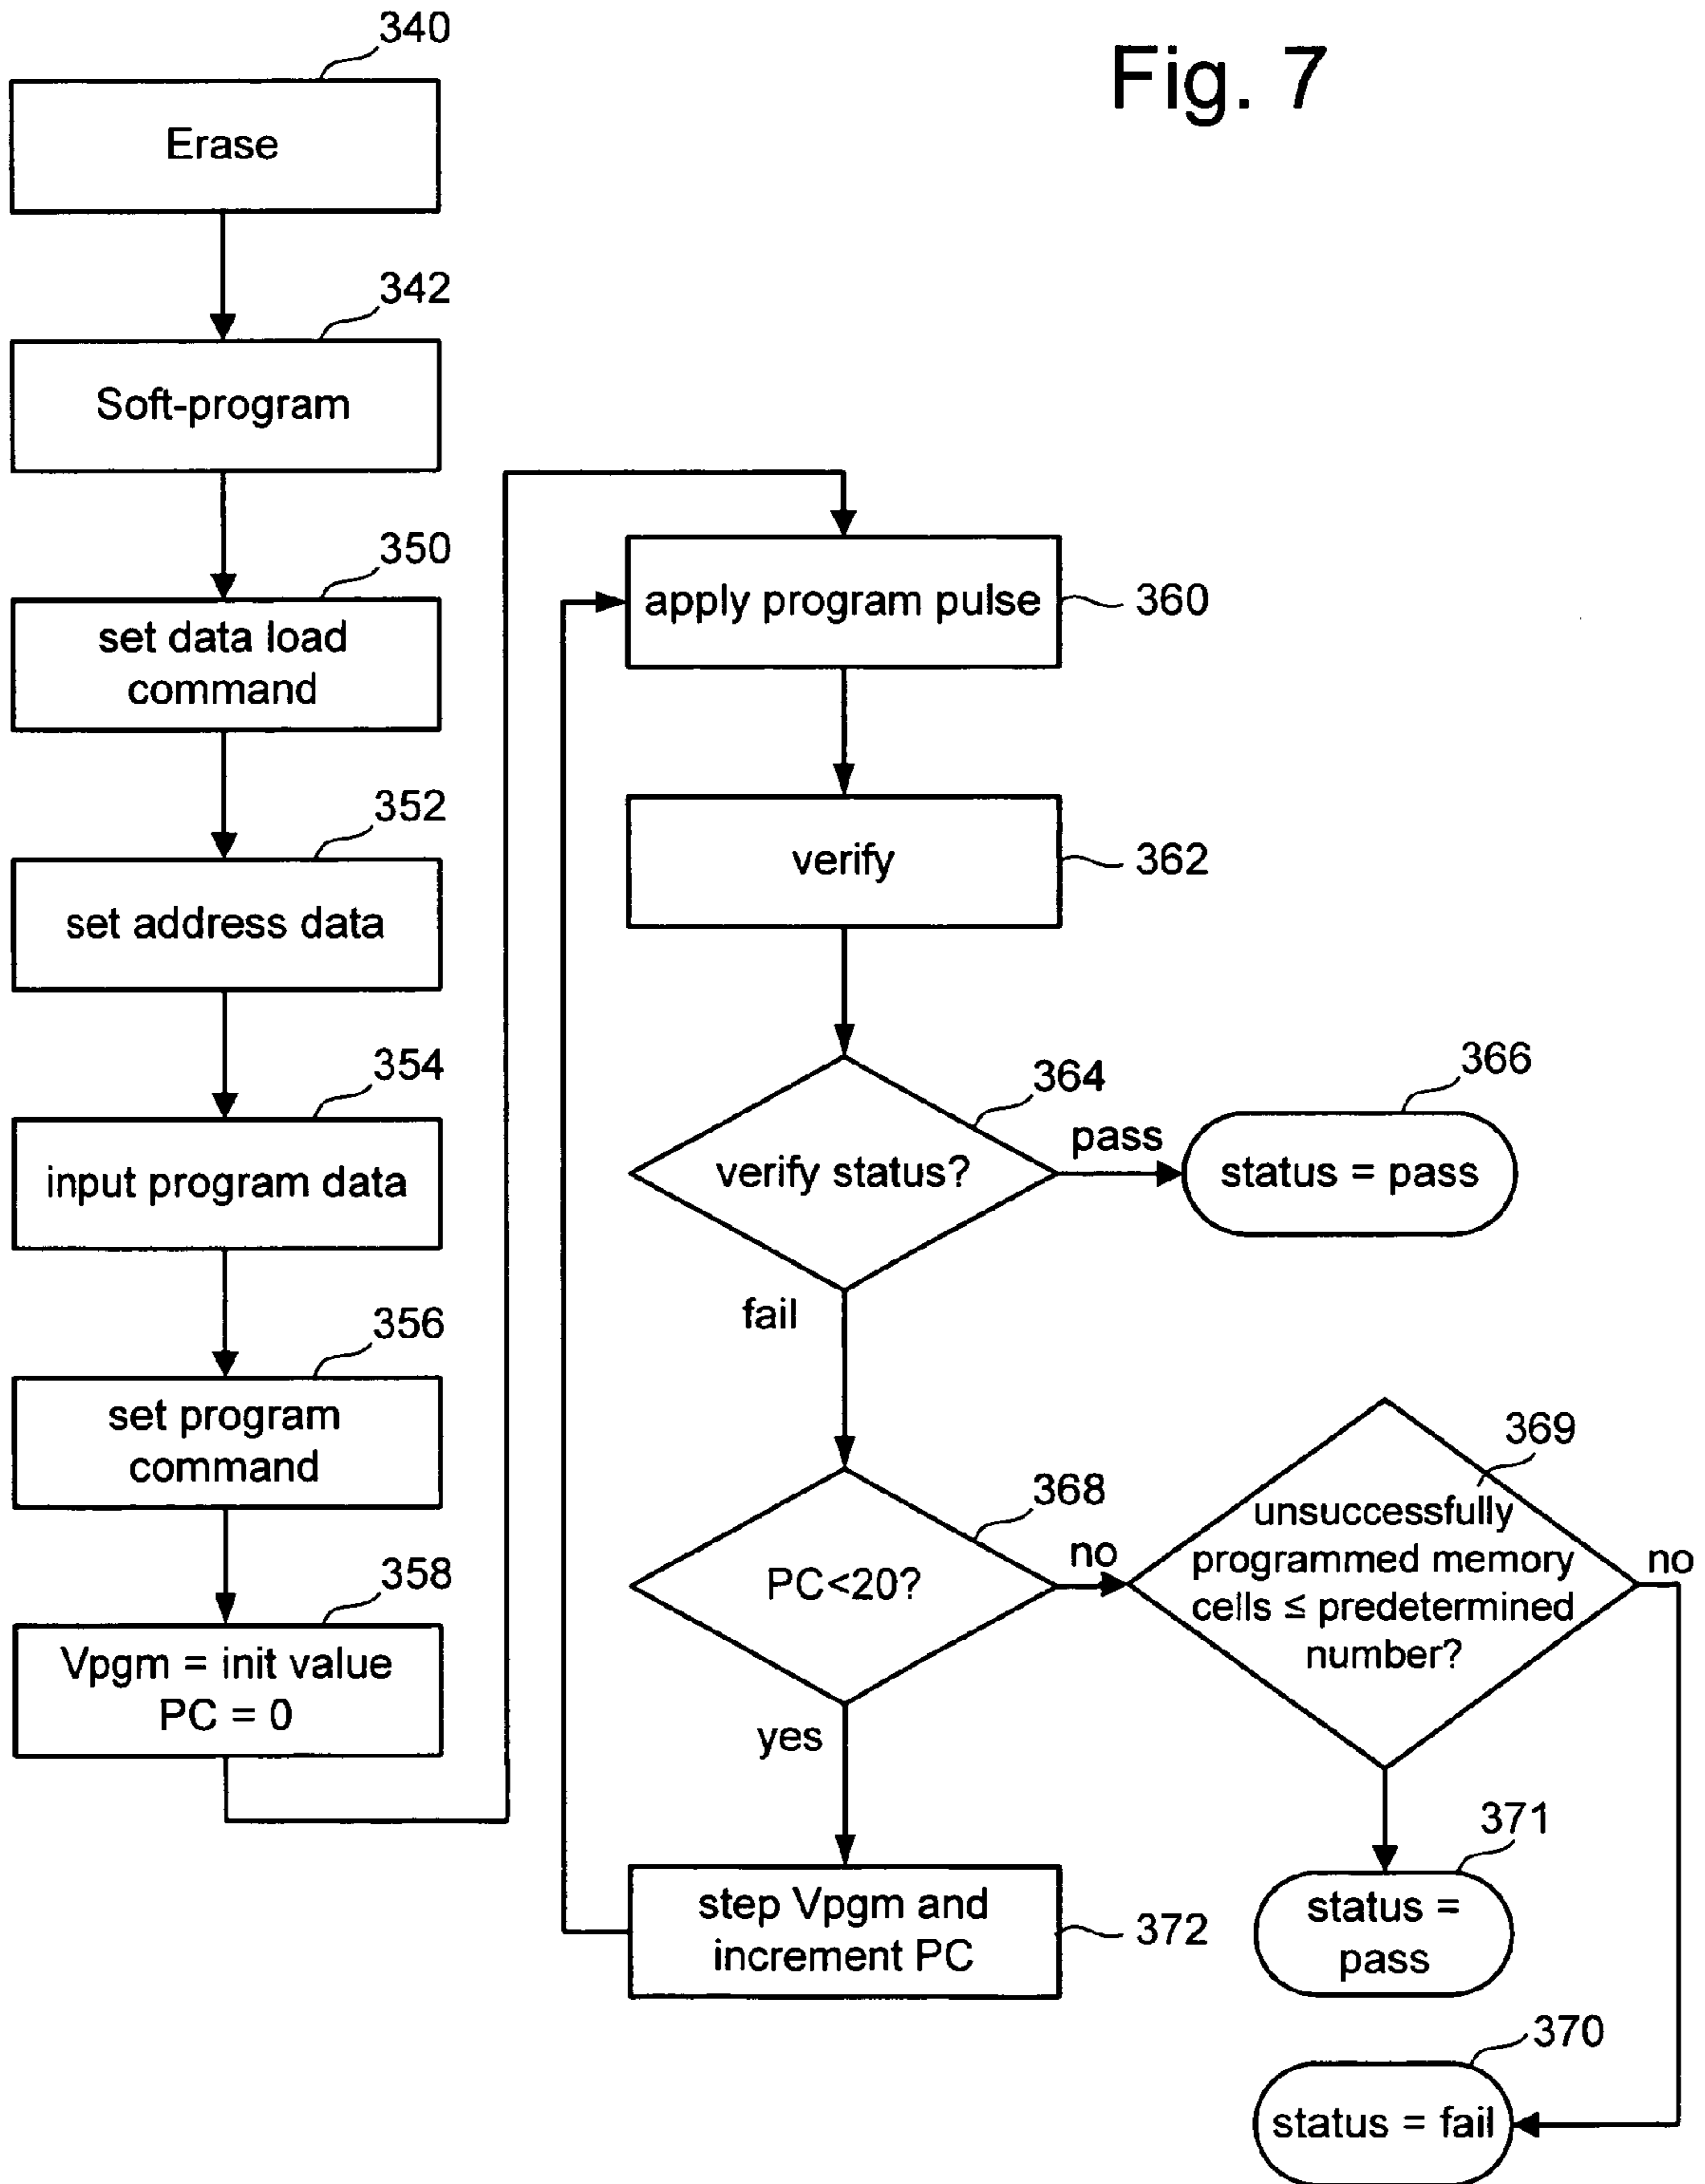 Fig. 7
340
Erase
342
Soft-program
350
set data load
command
352
set address data
354
input program data
356
set program
command
358
Vpgm = init value
PC = 0
apply program pulse
360
verify
362
364
verify status?
pass
366
status = pass
fail
368
PC<20?
no
369
unsuccessfully
programmed memory
cells ≤ predetermined
number?
no
yes
step Vpgm and
increment PC
372
371
status =
pass
370
status = fail